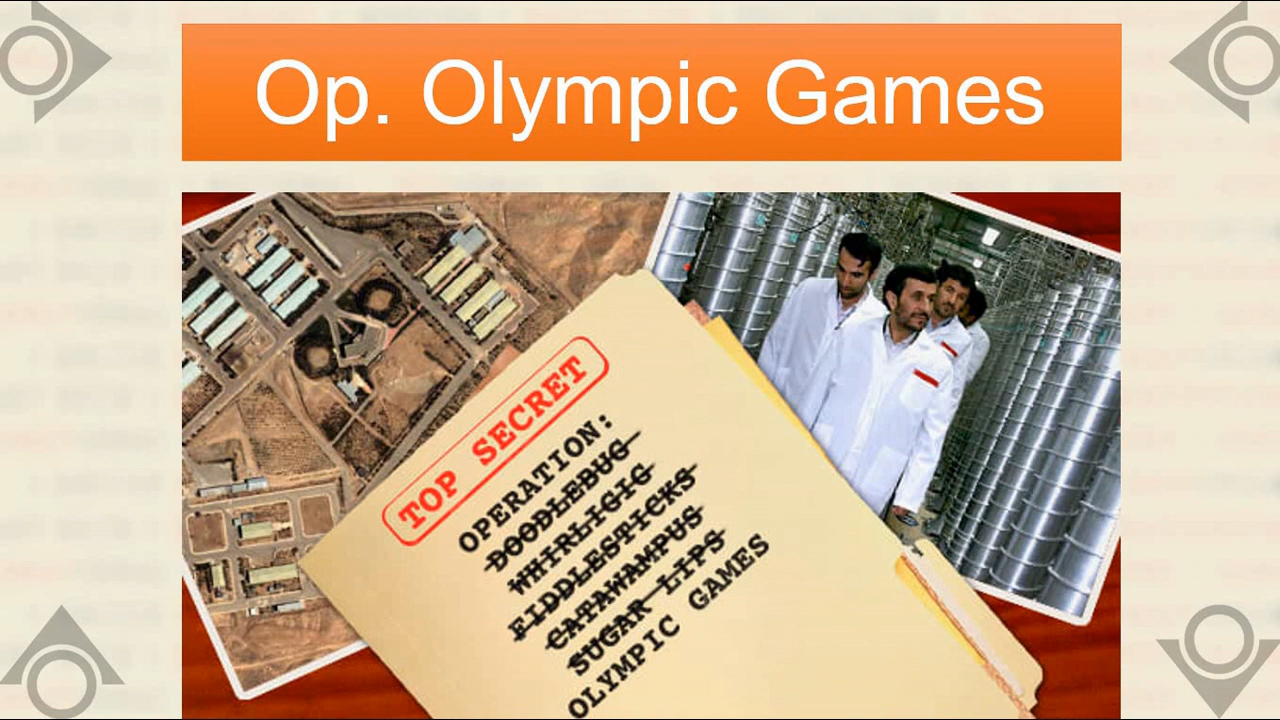 Op. Olympic Games
TOP SECRET
OPERATION:
DOODLEBUG
WHIRLIGIG
FIDDLESTICKS
CATAWAMPUS
SUGAR LIPS
OLYMPIC GAMES